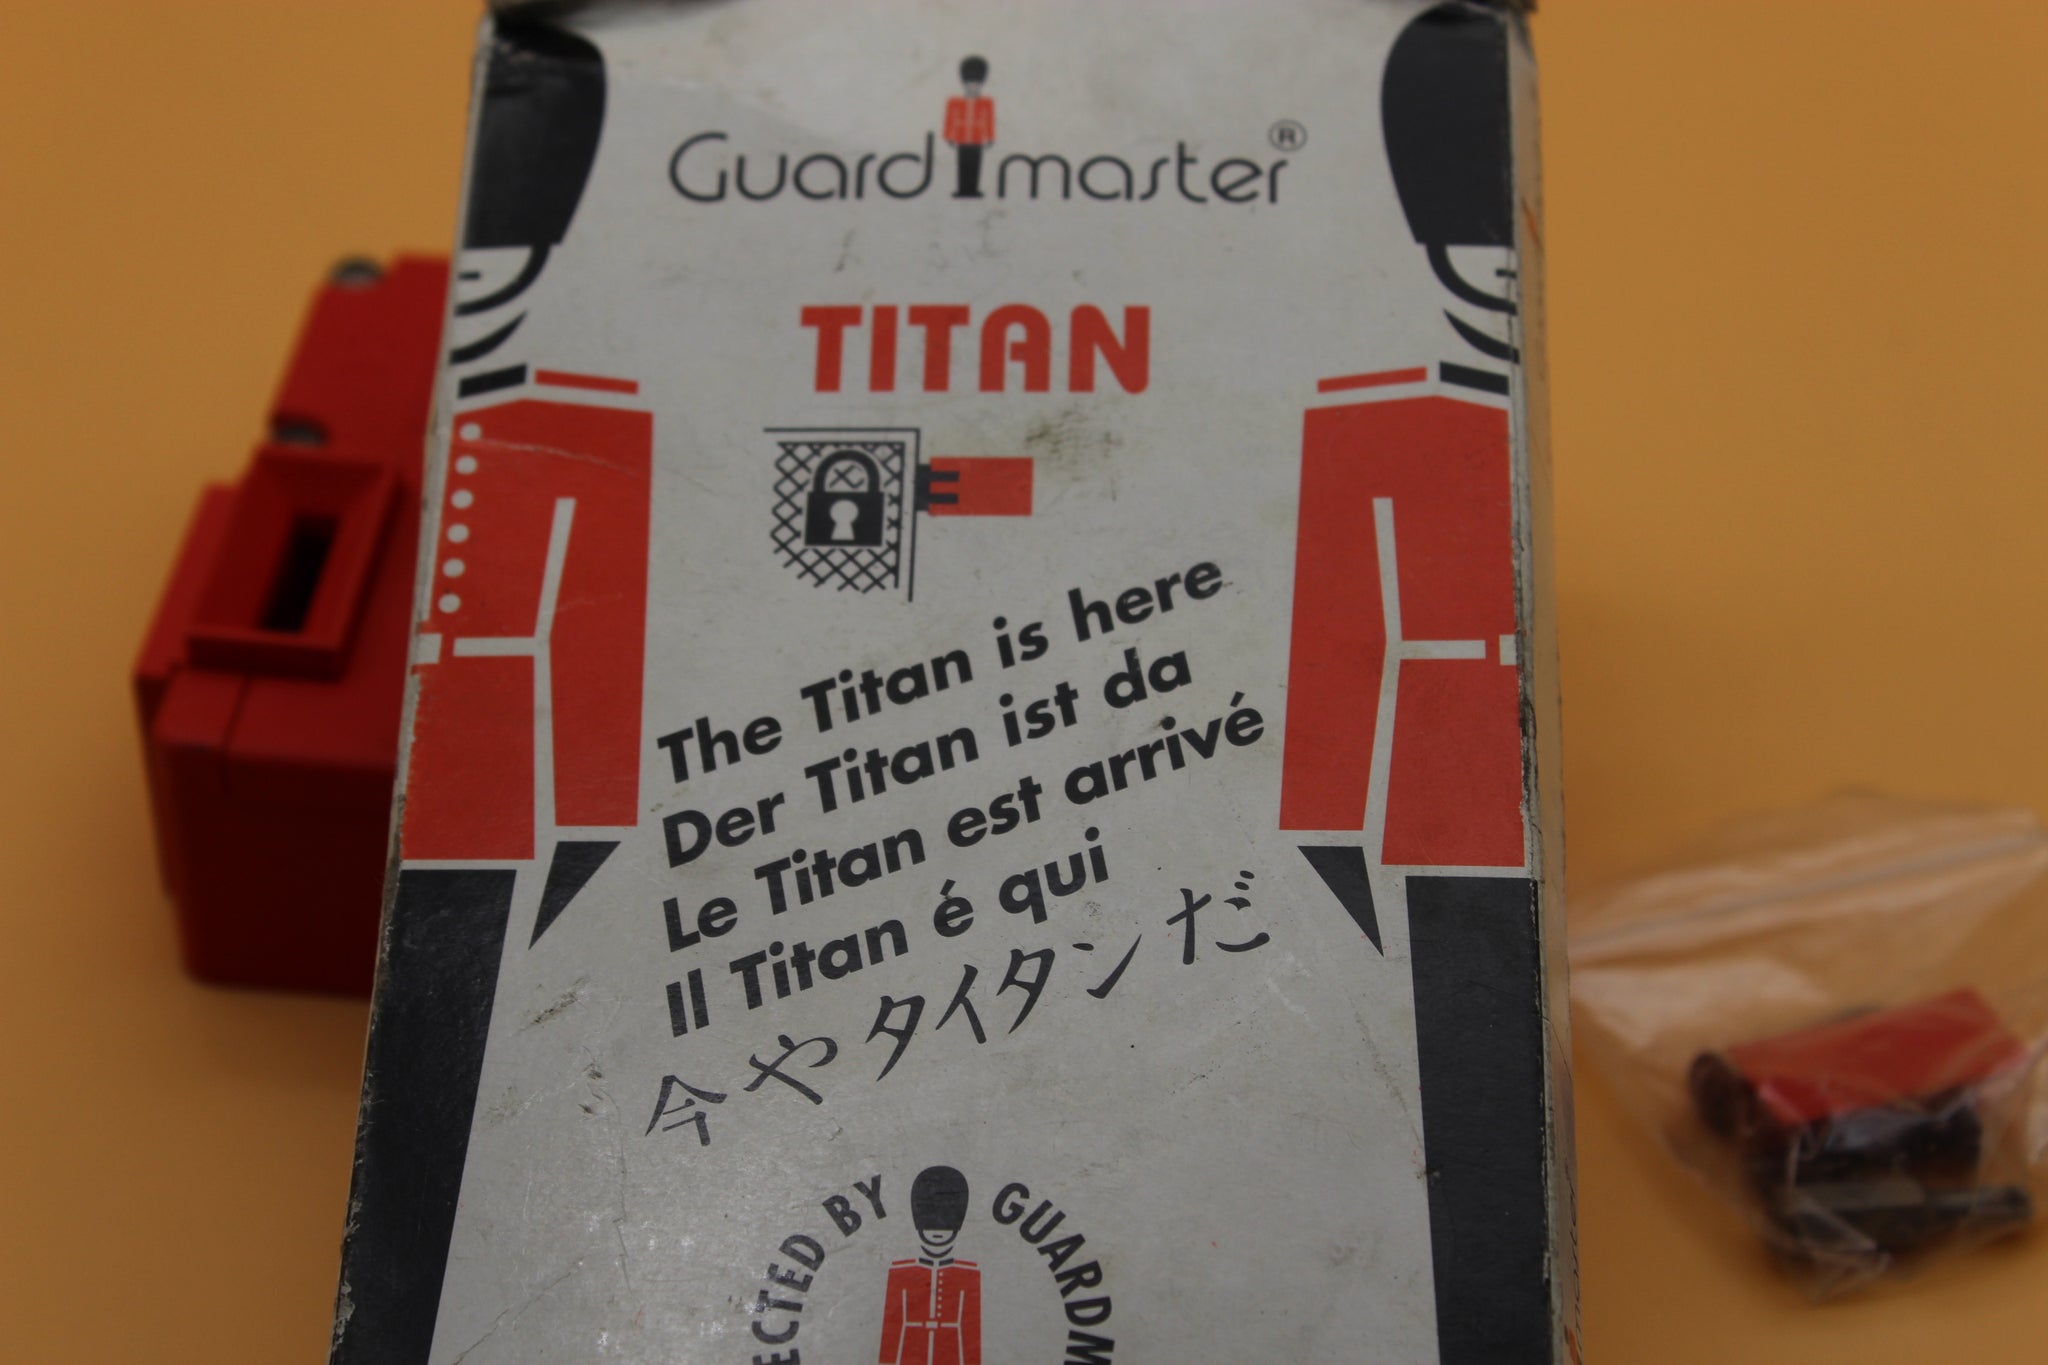 Guardmaster®
TITAN
The Titan is here
Der Titan ist da
Le Titan est arrivé
Il Titan é qui
今やタイタンだ
ECTED BY GUARDM